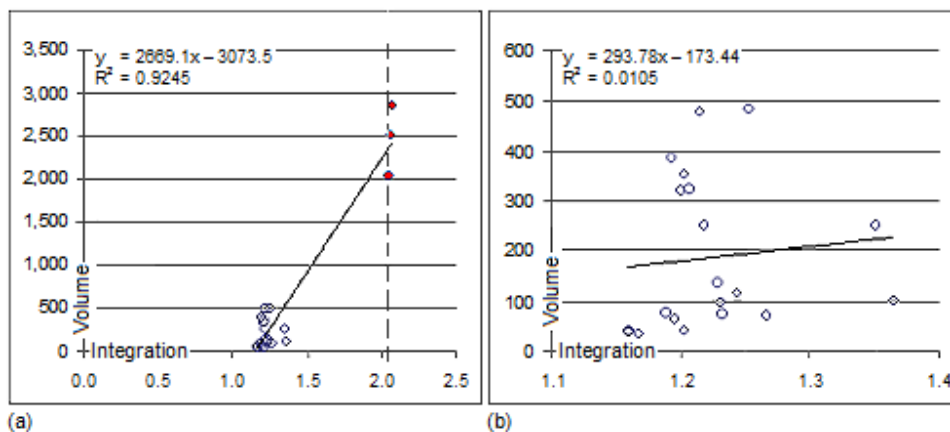 3,500
y = 2669.1x – 3073.5
R² = 0.9245
3,000
2,500
2,000
1,500
1,000
500
0
Volume
Integration
0.0 0.5 1.0 1.5 2.0 2.5
(a)
600
y = 293.78x – 173.44
R² = 0.0105
500
400
300
200
100
0
Volume
Integration
1.1 1.2 1.3 1.4
(b)